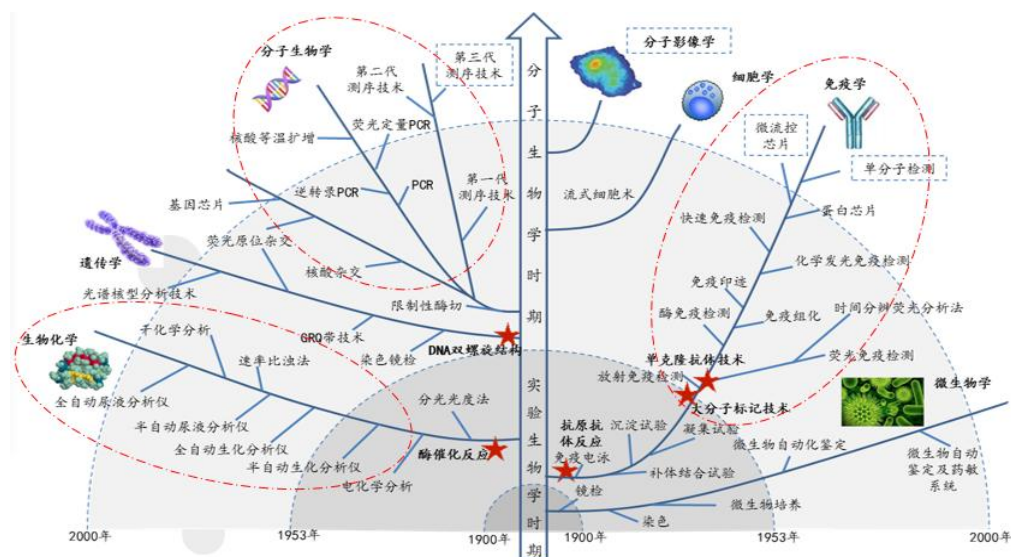 分子生物学
第二代
测序技术
第三代
测序技术
荧光定量PCR
核酸等温扩增
PCR
逆转录PCR
第一代
测序技术
基因芯片
荧光原位杂交
核酸杂交
限制性酶切
遗传学
光谱核型分析技术
GRQ带技术
染色镜检
DNA双螺旋结构
生物化学
干化学分析
速率比浊法
全自动尿液分析仪
半自动尿液分析仪
全自动生化分析仪
半自动生化分析仪
分光光度法
电化学分析
酶催化反应
分子生物学时期
实验生物学时期
分子影像学
细胞学
流式细胞术
免疫学
微流控
芯片
单分子检测
蛋白芯片
快速免疫检测
化学发光免疫检测
免疫印迹
酶免疫检测
免疫组化
时间分辨荧光分析法
单克隆抗体技术
荧光免疫检测
放射免疫检测
大分子标记技术
抗原抗
体反应
沉淀试验
凝集试验
免疫电泳
补体结合试验
微生物学
微生物自动化鉴定
微生物自动
鉴定及药敏
系统
镜检
微生物培养
染色
2000年
1953年
1900年
1900年
1953年
2000年